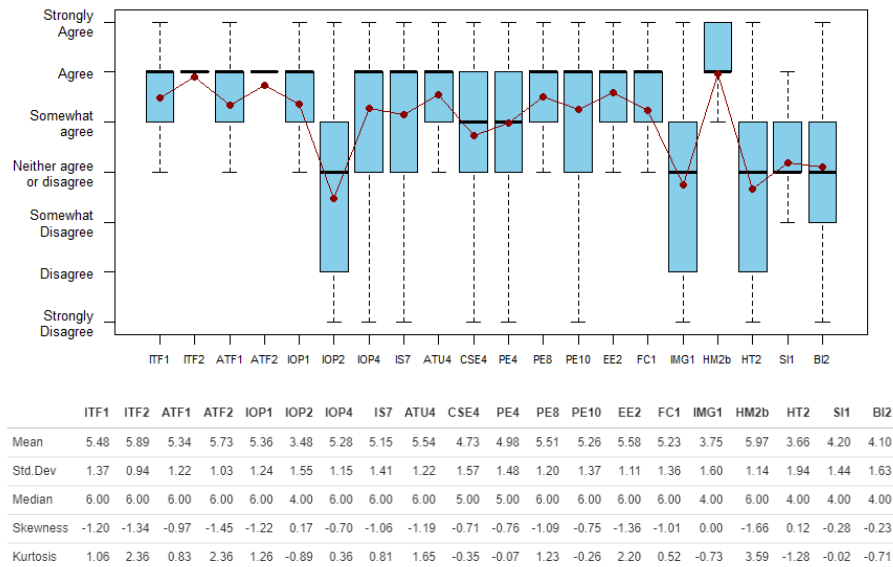 Strongly
Agree
Agree
Somewhat
agree
Neither agree
or disagree
Somewhat
Disagree
Disagree
Strongly
Disagree
ITF1 ITF2 ATF1 ATF2 IOP1 IOP2 IOP4 IS7 ATU4 CSE4 PE4 PE8 PE10 EE2 FC1 IMG1 HM2b HT2 SI1 BI2
ITF1 ITF2 ATF1 ATF2 IOP1 IOP2 IOP4 IS7 ATU4 CSE4 PE4 PE8 PE10 EE2 FC1 IMG1 HM2b HT2 SI1 BI2
Mean 5.48 5.89 5.34 5.73 5.36 3.48 5.28 5.15 5.54 4.73 4.98 5.51 5.26 5.58 5.23 3.75 5.97 3.66 4.20 4.10
Std.Dev 1.37 0.94 1.22 1.03 1.24 1.55 1.15 1.41 1.22 1.57 1.48 1.20 1.37 1.11 1.36 1.60 1.14 1.94 1.44 1.63
Median 6.00 6.00 6.00 6.00 6.00 4.00 6.00 6.00 6.00 5.00 5.00 6.00 6.00 6.00 6.00 4.00 6.00 4.00 4.00 4.00
Skewness -1.20 -1.34 -0.97 -1.45 -1.22 0.17 -0.70 -1.06 -1.19 -0.71 -0.76 -1.09 -0.75 -1.36 -1.01 0.00 -1.66 0.12 -0.28 -0.23
Kurtosis 1.06 2.36 0.83 2.36 1.26 -0.89 0.36 0.81 1.65 -0.35 -0.07 1.23 -0.26 2.20 0.52 -0.73 3.59 -1.28 -0.02 -0.71